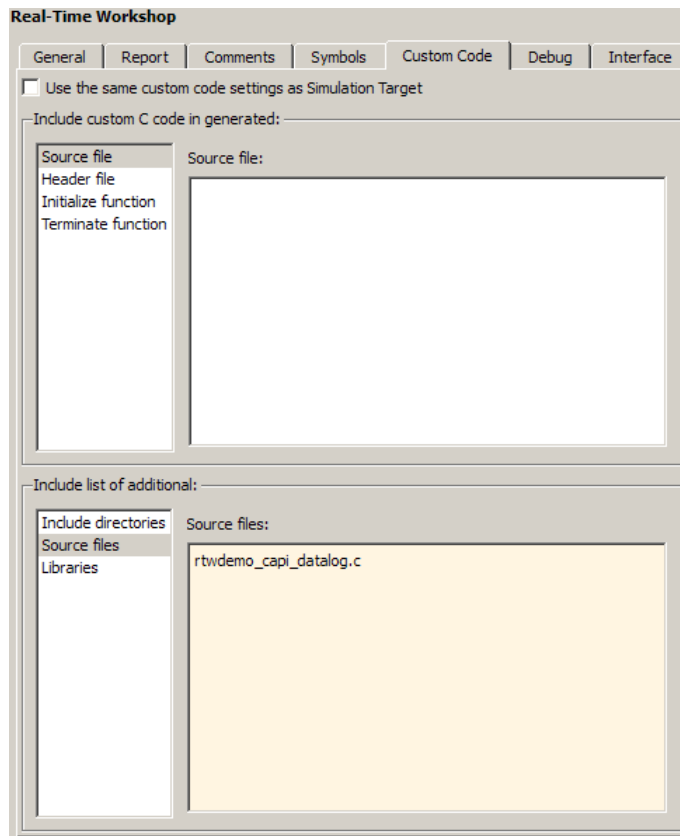 Real-Time Workshop
General Report Comments Symbols Custom Code Debug Interface
Use the same custom code settings as Simulation Target
Include custom C code in generated:
Source file
Header file
Initialize function
Terminate function
Source file:
Include list of additional:
Include directories
Source files
Libraries
Source files:
rtwdemo_capi_datalog.c